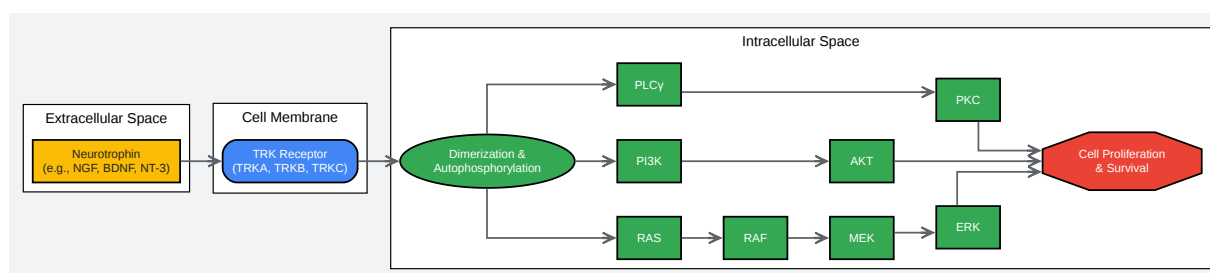 Intracellular Space
Extracellular Space
Cell Membrane
Neurotrophin
(e.g., NGF, BDNF, NT-3)
TRK Receptor
(TRKA, TRKB, TRKC)
Dimerization &
Autophosphorylation
PLCγ
PKC
PI3K
AKT
Cell Proliferation
& Survival
RAS
RAF
MEK
ERK